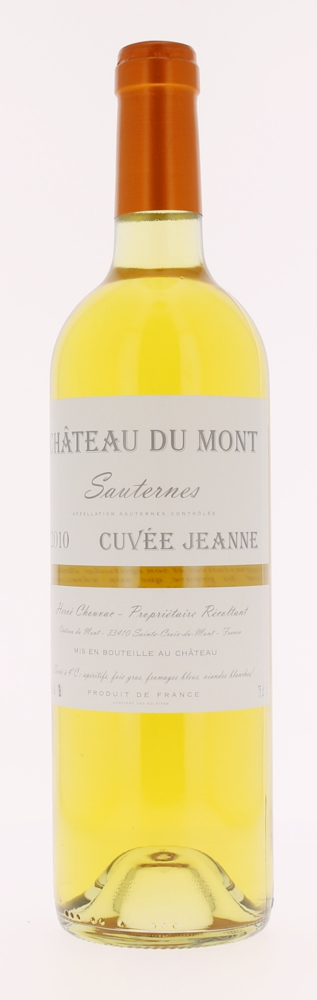 CHÂTEAU DU MONT
Sauternes
APPELLATION SAUTERNES CONTRÔLÉE
2010 CUVÉE JEANNE
Hervé Chouvac - Propriétaire Récoltant
Château du Mont - 33410 Sainte-Croix-du-Mont - France
MIS EN BOUTEILLE AU CHÂTEAU
(Servir à 4°C : apéritifs, foie gras, fromages bleus, viandes blanches)
PRODUIT DE FRANCE 75 cl
CONTIENT DES SULFITES